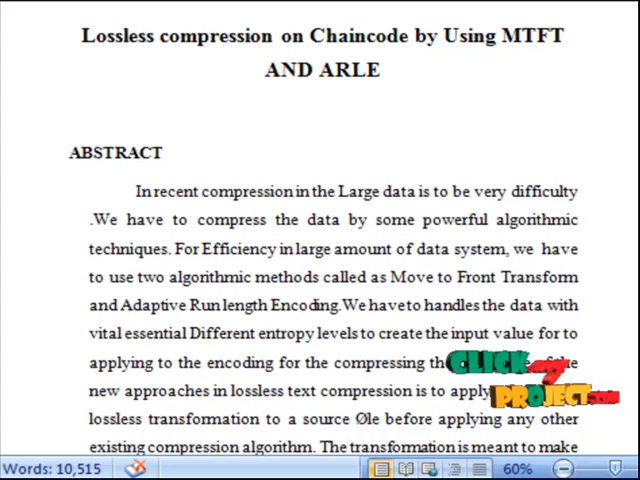 Lossless compression on Chaincode by Using MTFT
AND ARLE
ABSTRACT
In recent compression in the Large data is to be very difficulty
.We have to compress the data by some powerful algorithmic
techniques. For Efficiency in large amount of data system, we have
to use two algorithmic methods called as Move to Front Transform
and Adaptive Run length Encoding.We have to handles the data with
vital essential Different entropy levels to create the input value for to
applying to the encoding for the compressing the
new approaches in lossless text compression is to apply
lossless transformation to a source Øle before applying any other
existing compression algorithm. The transformation is meant to make
CLICK my
PROJECT.com
Words: 10,515 60%